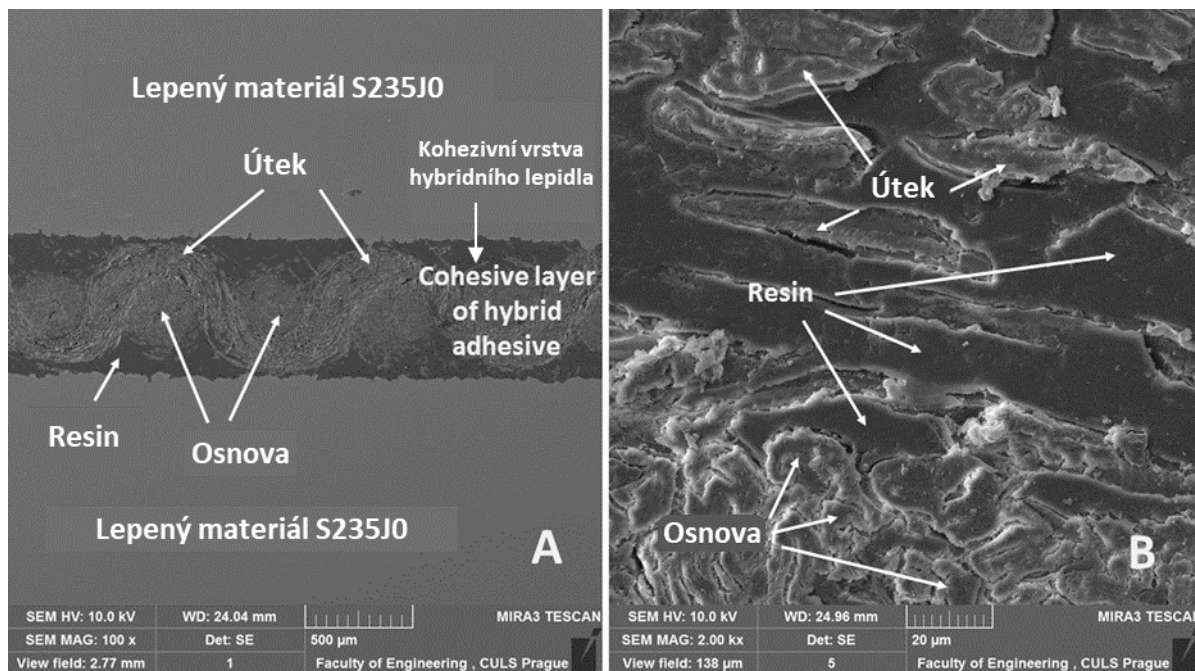 Lepený materiál S235J0
Útek
Kohezivní vrstva
hybridního lepidla
Cohesive layer
of hybrid
adhesive
Resin
Osnova
Lepený materiál S235J0
A
SEM HV: 10.0 kV
WD: 24.04 mm
MIRA3 TESCAN
SEM MAG: 100 x
Det: SE
500 µm
View field: 2.77 mm
1
Faculty of Engineering , CULS Prague
Útek
Resin
Osnova
B
SEM HV: 10.0 kV
WD: 24.96 mm
MIRA3 TESCAN
SEM MAG: 2.00 kx
Det: SE
20 µm
View field: 138 µm
5
Faculty of Engineering , CULS Prague